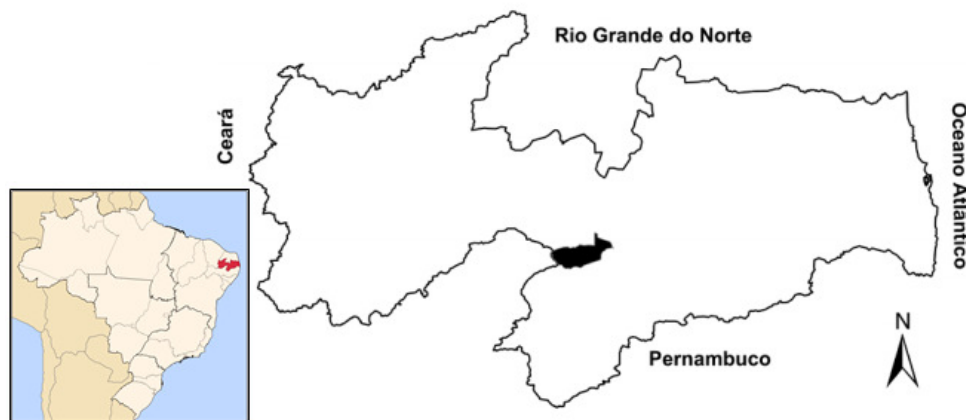 Rio Grande do Norte
Ceará
Oceano Atlântico
Pernambuco
N